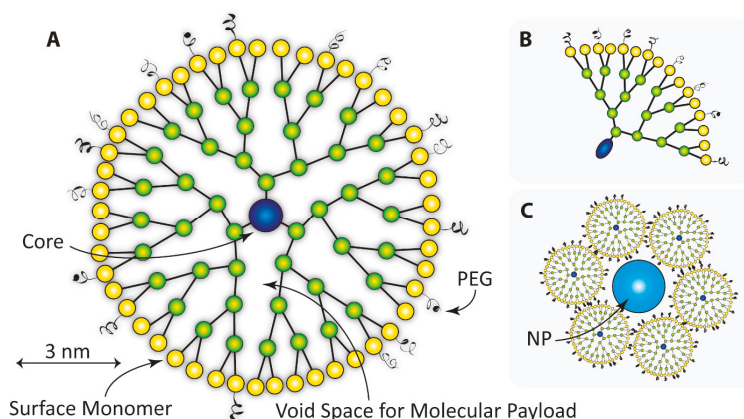 A
B
Core
C
PEG
NP
3 nm
Surface Monomer
Void Space for Molecular Payload